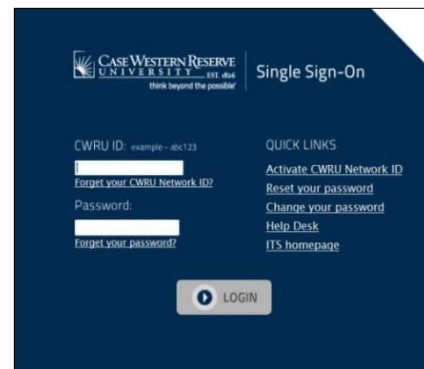 CASE WESTERN RESERVE
UNIVERSITY EST. 1826
think beyond the possible®
Single Sign-On
CWRU ID: example - abc123
Forget your CWRU Network ID?
Password:
Forget your password?
QUICK LINKS
Activate CWRU Network ID
Reset your password
Change your password
Help Desk
ITS homepage
LOGIN